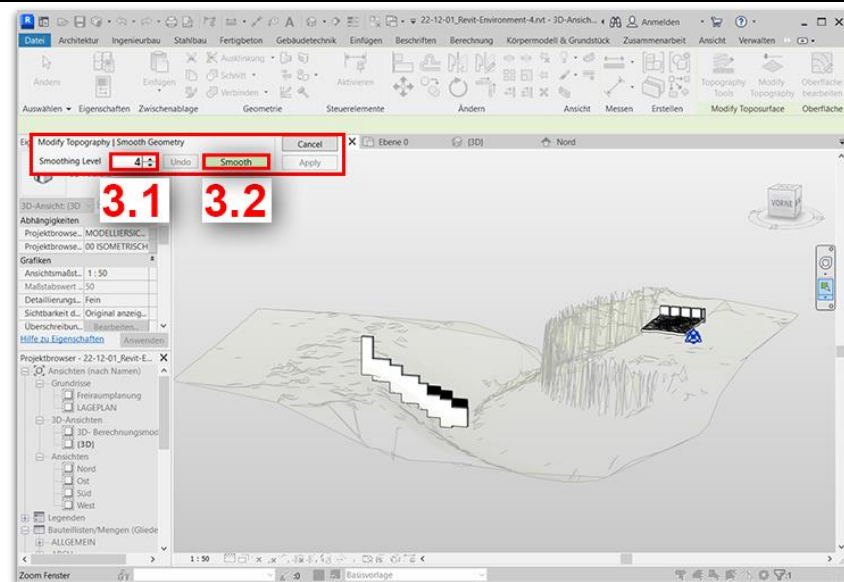 22-12-01_Revit-Environment-4.rvt - 3D-Ansich...
Anmelden
Datei Architektur Ingenieurbau Stahlbau Fertigbeton Gebäudetechnik Einfügen Beschriften Berechnung Körpermodell & Grundstück Zusammenarbeit Ansicht Verwalten
Ausklinkung
Schnitt
Verbinden
Ändern Einfügen Aktivieren Topography Modify Oberfläche
Tools Topography bearbeiten
Auswählen Eigenschaften Zwischenablage Geometrie Steuerelemente Ändern Ansicht Messen Erstellen Modify Toposurface Oberfläche
Modify Topography | Smooth Geometry Cancel
Ebene 0 (3D) Nord
Smoothing Level 4 Undo Smooth Apply
3.1 3.2
3D-Ansicht: (3D
Abhängigkeiten
Projektbrowse... MODELLIERSIC...
Projektbrowse... 00 ISOMETRISCH
Grafiken
Ansichtsmaßst... 1 : 50
Maßstabswert ... 50
Detaillierungs... Fein
Sichtbarkeit d... Original anzeig...
Überschreibun... Bearbeiten...
Hilfe zu Eigenschaften Anwenden
Projektbrowser - 22-12-01_Revit-E...
Ansichten (nach Namen)
Grundrisse
Freiraumplanung
LAGEPLAN
3D-Ansichten
3D- Berechnungsmod
(3D)
Ansichten
Nord
Ost
Süd
West
Legenden
Bauteillisten/Mengen (Gliede
ALLGEMEIN
VORNE
1 : 50
Zoom Fenster :0 Basisvorlage :1